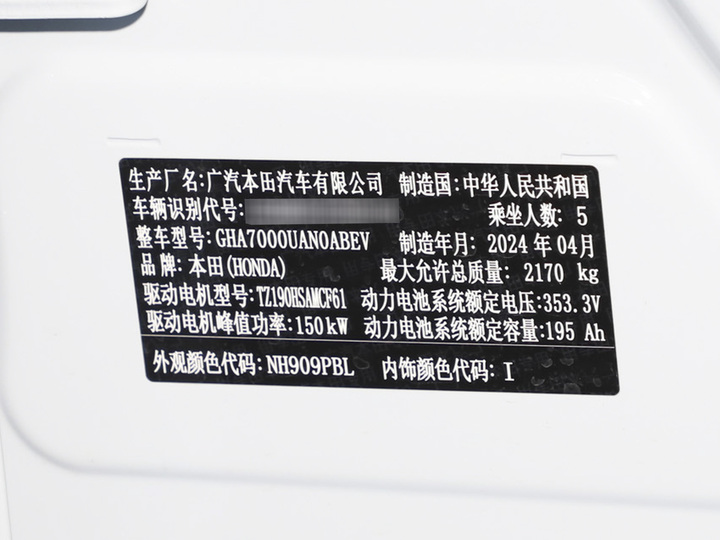 生产厂名:广汽本田汽车有限公司 制造国:中华人民共和国
车辆识别代号: 乘坐人数: 5
整车型号:GHA7000UAN0ABEV 制造年月: 2024 年 04月
品 牌: 本田(HONDA) 最大允许总质量: 2170 kg
驱动电机型号:TZ190HSAMCF61 动力电池系统额定电压:353.3V
驱动电机峰值功率:150kW 动力电池系统额定容量:195 Ah
外观颜色代码: NH909PBL 内饰颜色代码: I